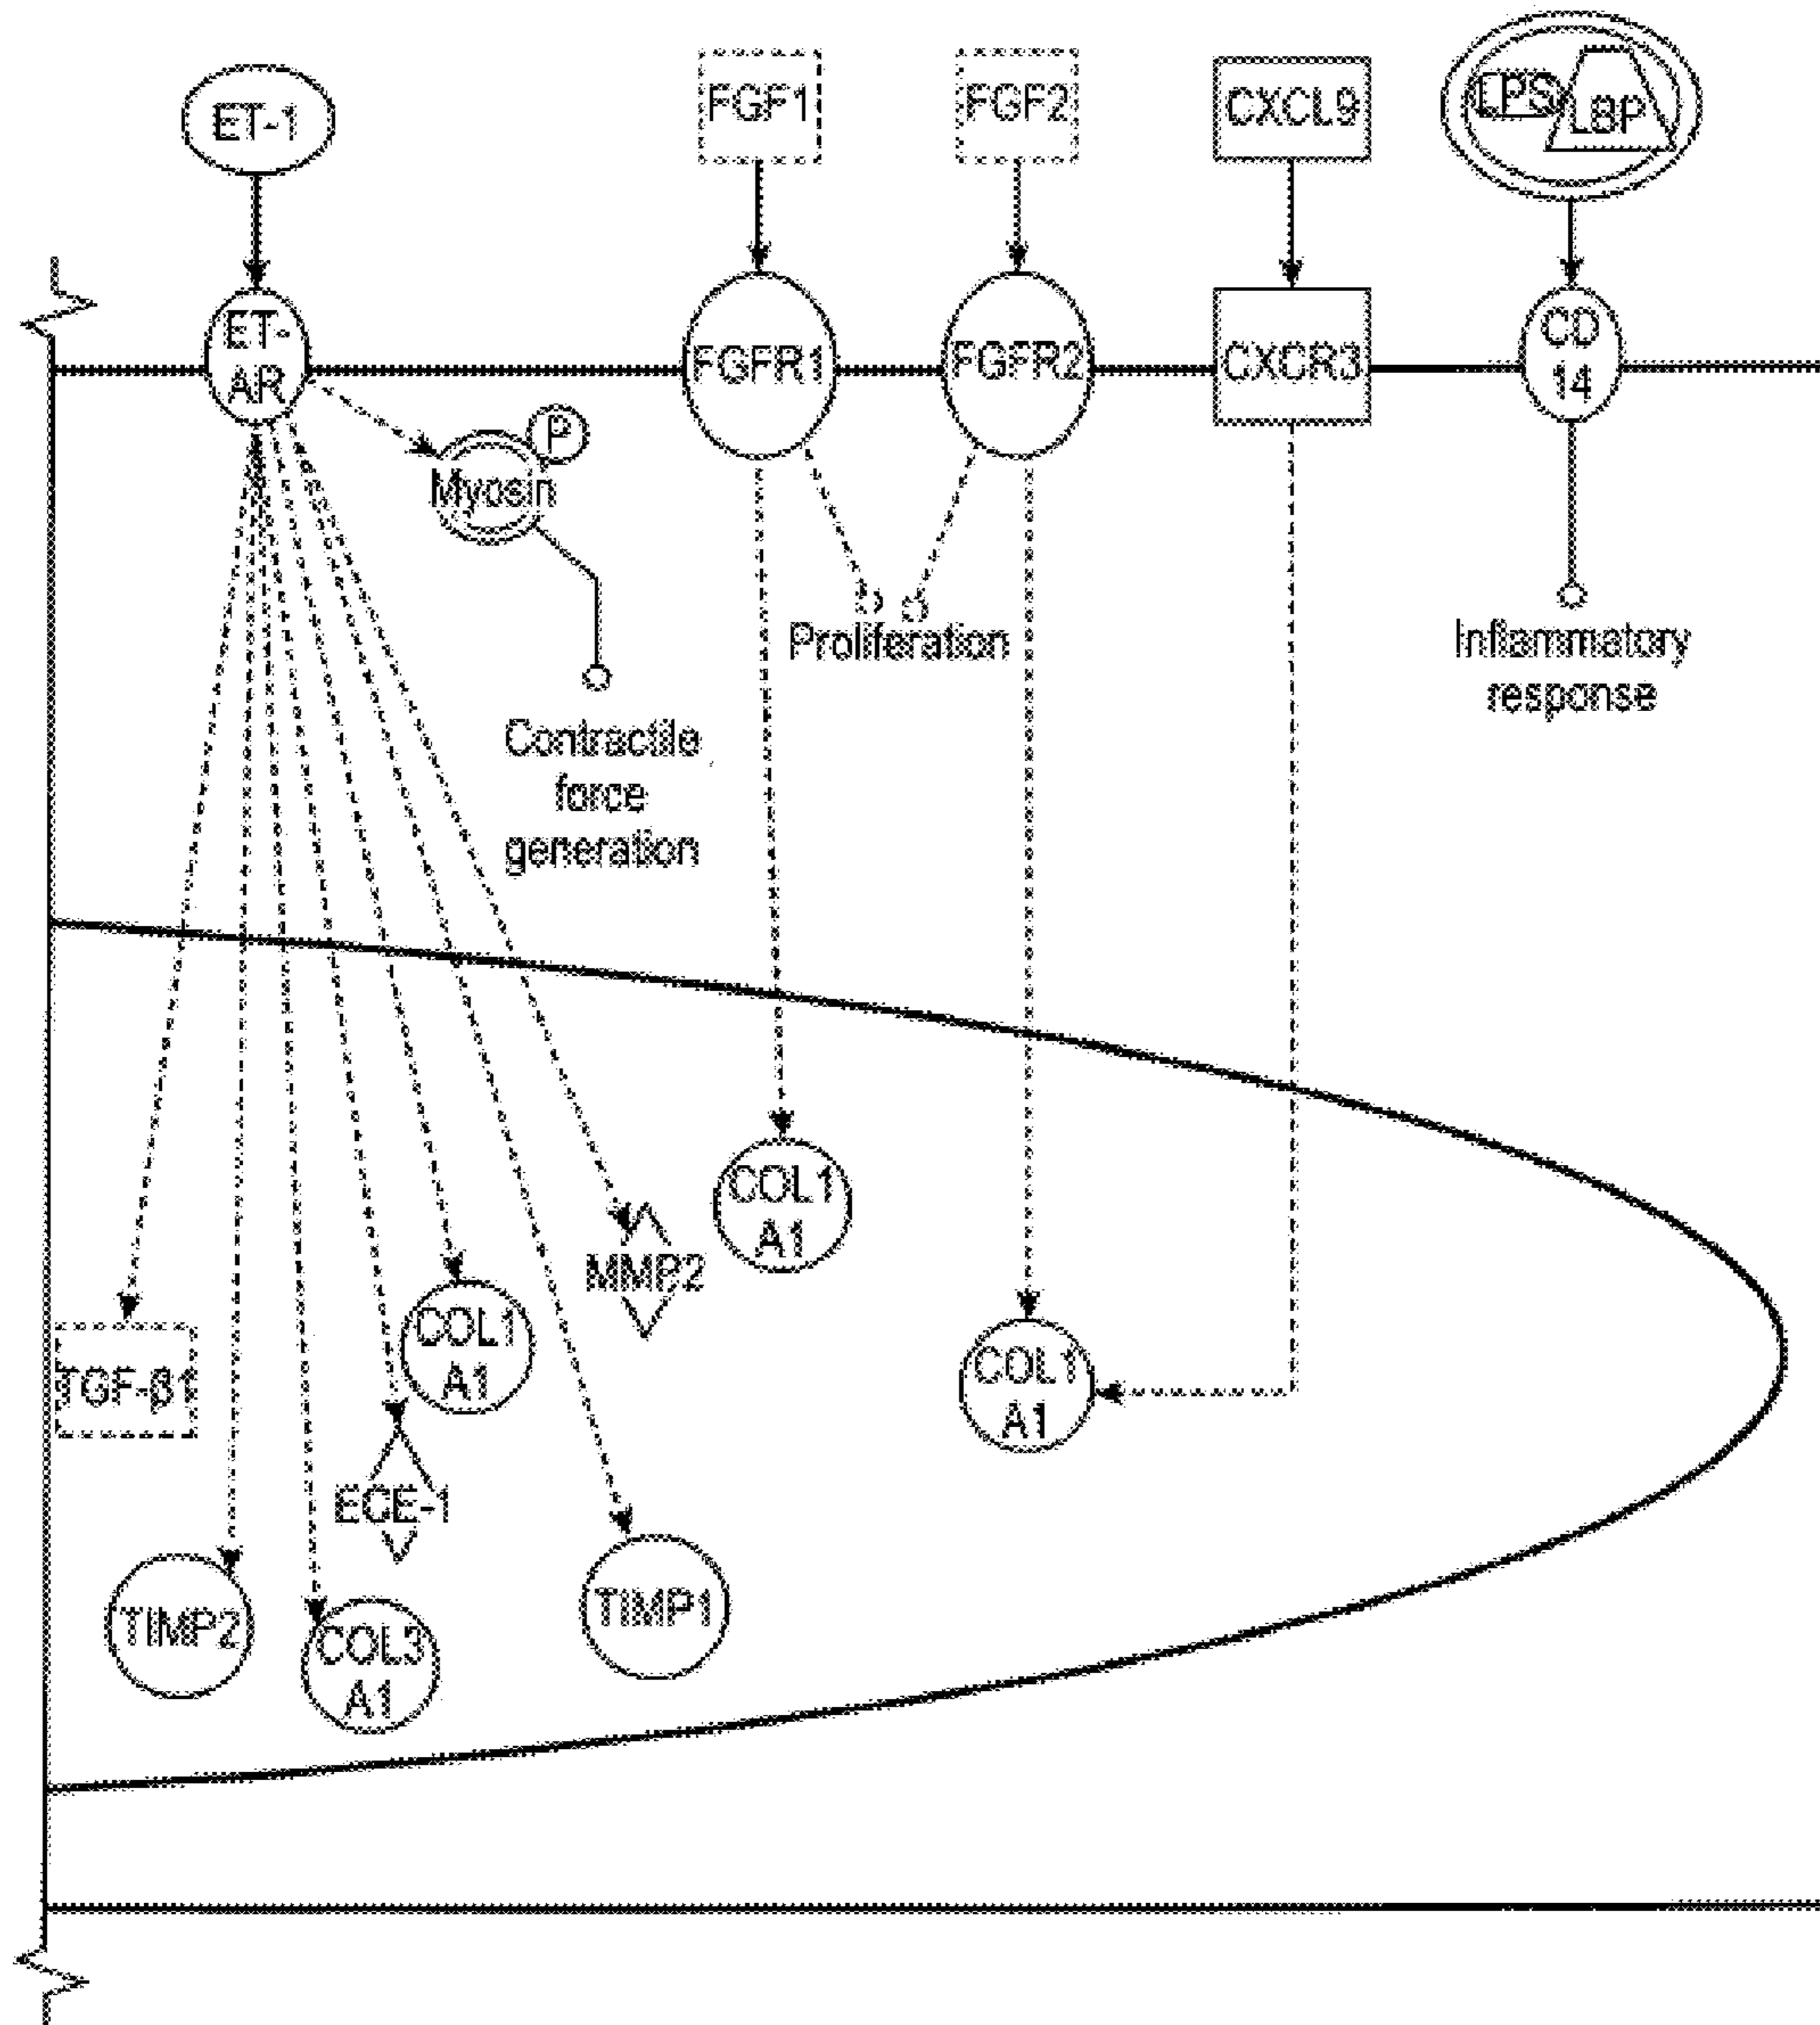 ET-1
FGF1
FGF2
CXCL9
LPS
LBP
ET-
AR
FGFR1
FGFR2
CXCR3
CD
14
P
Myosin
Proliferation
Inflammatory
response
Contractile
force
generation
COL1
A1
MMP2
COL1
A1
TGF-β1
COL1
A1
ECE-1
TIMP2
COL3
A1
TIMP1